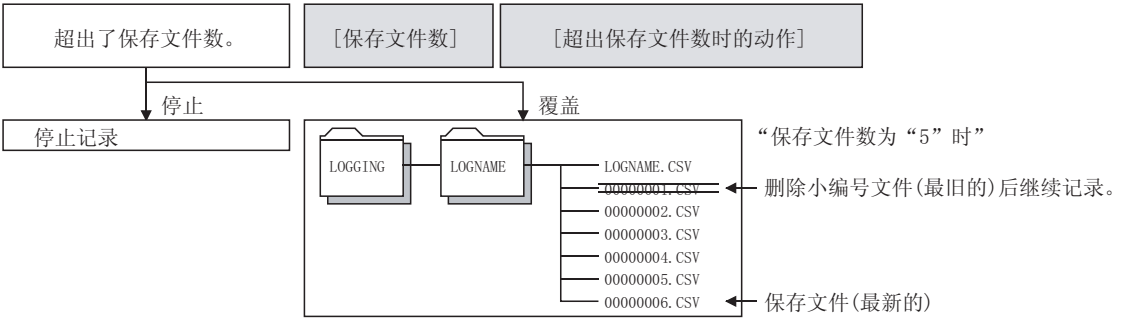 超出了保存文件数。
[保存文件数]
[超出保存文件数时的动作]
停止
覆盖
停止记录
“保存文件数为“5”时”
LOGGING
LOGNAME
LOGNAME.CSV
00000001.CSV
删除小编号文件(最旧的)后继续记录。
00000002.CSV
00000003.CSV
00000004.CSV
00000005.CSV
00000006.CSV
保存文件(最新的)